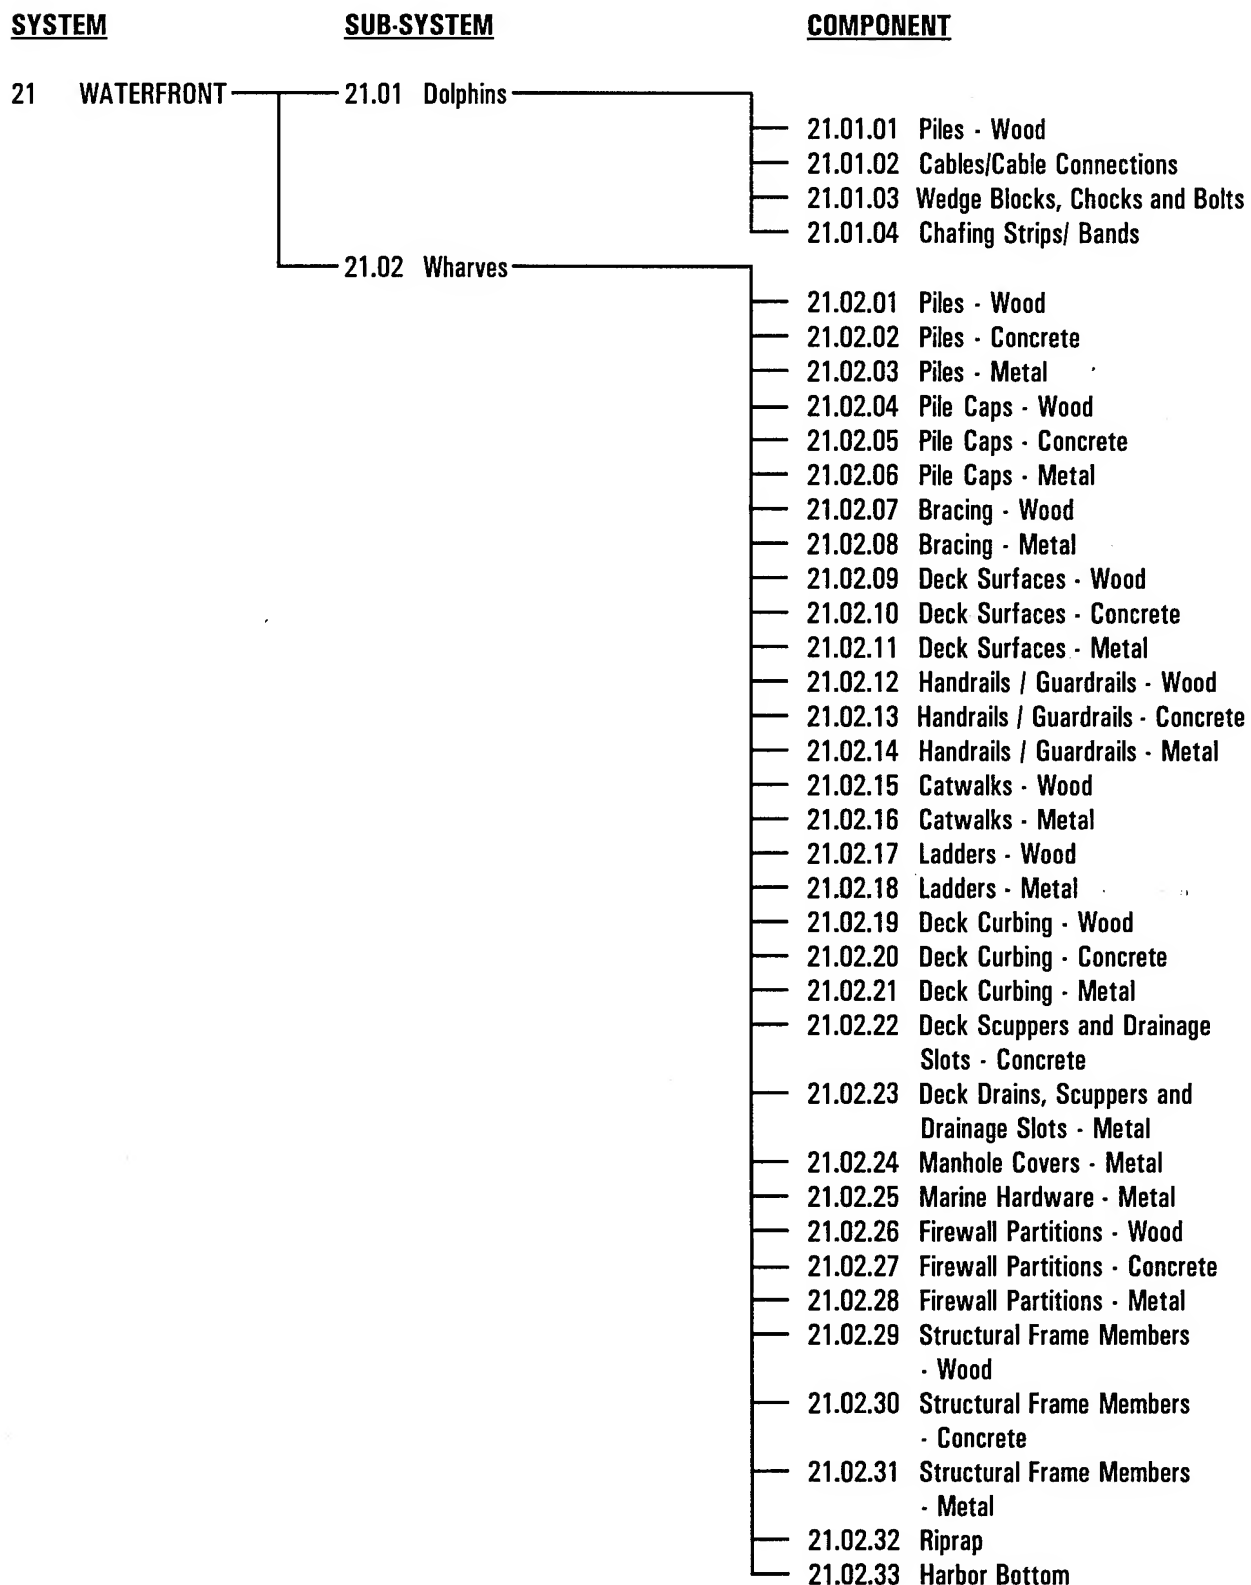 SYSTEM SUB-SYSTEM COMPONENT
21 WATERFRONT 21.01 Dolphins
21.01.01 Piles - Wood
21.01.02 Cables/Cable Connections
21.01.03 Wedge Blocks, Chocks and Bolts
21.01.04 Chafing Strips/ Bands
21.02 Wharves
21.02.01 Piles - Wood
21.02.02 Piles - Concrete
21.02.03 Piles - Metal
21.02.04 Pile Caps - Wood
21.02.05 Pile Caps - Concrete
21.02.06 Pile Caps - Metal
21.02.07 Bracing - Wood
21.02.08 Bracing - Metal
21.02.09 Deck Surfaces - Wood
21.02.10 Deck Surfaces - Concrete
21.02.11 Deck Surfaces - Metal
21.02.12 Handrails / Guardrails - Wood
21.02.13 Handrails / Guardrails - Concrete
21.02.14 Handrails / Guardrails - Metal
21.02.15 Catwalks - Wood
21.02.16 Catwalks - Metal
21.02.17 Ladders - Wood
21.02.18 Ladders - Metal
21.02.19 Deck Curbing - Wood
21.02.20 Deck Curbing - Concrete
21.02.21 Deck Curbing - Metal
21.02.22 Deck Scuppers and Drainage
Slots - Concrete
21.02.23 Deck Drains, Scuppers and
Drainage Slots - Metal
21.02.24 Manhole Covers - Metal
21.02.25 Marine Hardware - Metal
21.02.26 Firewall Partitions - Wood
21.02.27 Firewall Partitions - Concrete
21.02.28 Firewall Partitions - Metal
21.02.29 Structural Frame Members
- Wood
21.02.30 Structural Frame Members
- Concrete
21.02.31 Structural Frame Members
- Metal
21.02.32 Riprap
21.02.33 Harbor Bottom